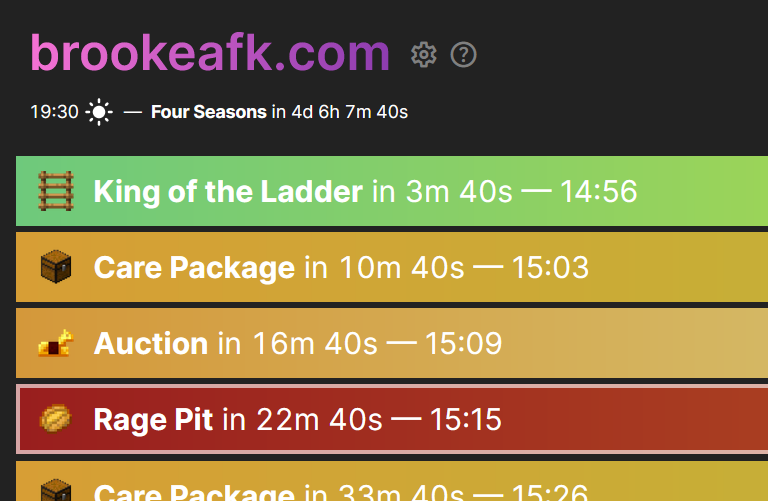 brookeafk.com
19:30 — Four Seasons in 4d 6h 7m 40s
King of the Ladder in 3m 40s — 14:56
Care Package in 10m 40s — 15:03
Auction in 16m 40s — 15:09
Rage Pit in 22m 40s — 15:15
Care Package in 33m 40s — 15:26